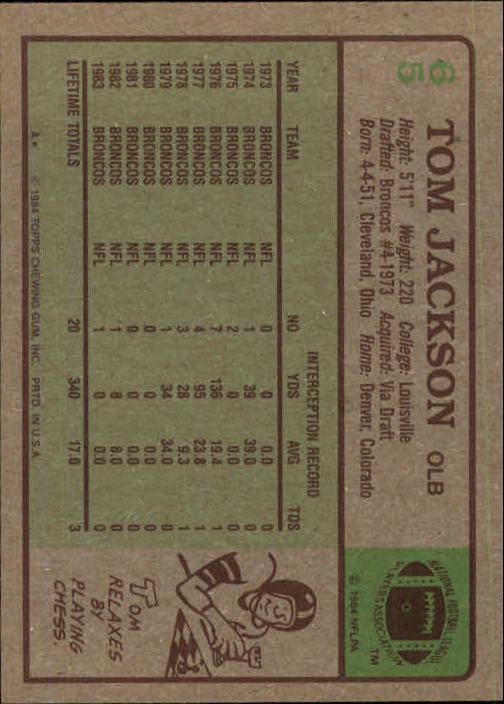 65
TOM JACKSON OLB
Height: 5'11" Weight: 220 College: Louisville
Drafted: Broncos #4-1973 Acquired: Via Draft
Born: 4-4-51, Cleveland, Ohio Home: Denver, Colorado
NATIONAL FOOTBALL LEAGUE
PLAYERS ASSOCIATION
TM
© 1984 NFLPA
INTERCEPTION RECORD
YEAR TEAM NO YDS AVG TDS
1973 BRONCOS NFL 0 0 0.0 0
1974 BRONCOS NFL 1 39 39.0 0
1975 BRONCOS NFL 2 0 0.0 0
1976 BRONCOS NFL 7 136 19.4 1
1977 BRONCOS NFL 4 95 23.8 1
1978 BRONCOS NFL 3 28 9.3 1
1979 BRONCOS NFL 1 34 34.0 0
1980 BRONCOS NFL 0 0 0.0 0
1981 BRONCOS NFL 0 0 0.0 0
1982 BRONCOS NFL 1 8 8.0 0
1983 BRONCOS NFL 1 0 0.0 0
LIFETIME TOTALS 20 340 17.0 3
TOM
RELAXES
BY
PLAYING
CHESS.
A* © 1984 TOPPS CHEWING GUM, INC. PRTD. IN U.S.A.